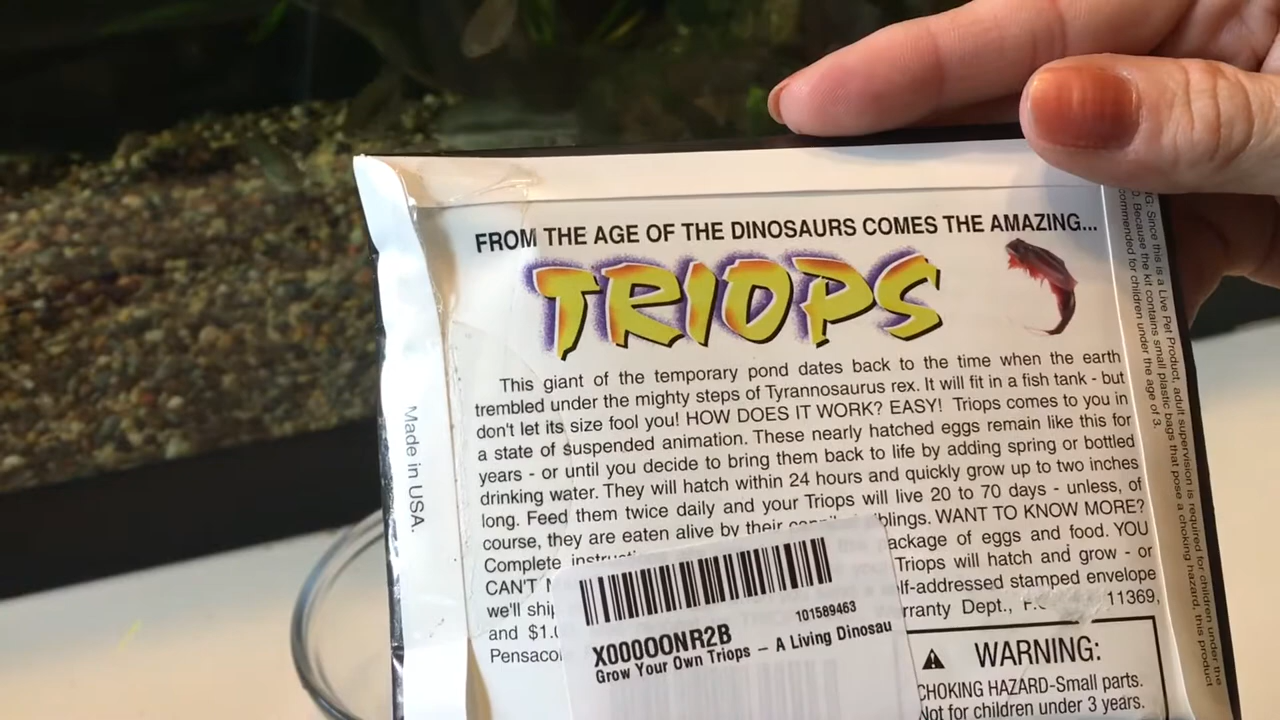 FROM THE AGE OF THE DINOSAURS COMES THE AMAZING...
TRIOPS
This giant of the temporary pond dates back to the time when the earth
trembled under the mighty steps of Tyrannosaurus rex. It will fit in a fish tank - but
don't let its size fool you! HOW DOES IT WORK? EASY! Triops comes to you in
a state of suspended animation. These nearly hatched eggs remain like this for
years - or until you decide to bring them back to life by adding spring or bottled
drinking water. They will hatch within 24 hours and quickly grow up to two inches
long. Feed them twice daily and your Triops will live 20 to 70 days - unless, of
course, they are eaten alive by their blings. WANT TO KNOW MORE?
Complete ackage of eggs and food. YOU
CAN'T Triops will hatch and grow - or
we'll ship lf-addressed stamped envelope
and $1. rranty Dept., 11369,
Pensaco
WARNING:
CHOKING HAZARD-Small parts.
Not for children under 3 years.
101589463
X00000NR2B
Grow Your Own Triops – A Living Dinosau
Made in USA.
G: Since this is a Live Pet Product, adult supervision is required for children under the
D. Because the kit contains small plastic bags that pose a choking hazard, this product
commended for children under the age of 3.